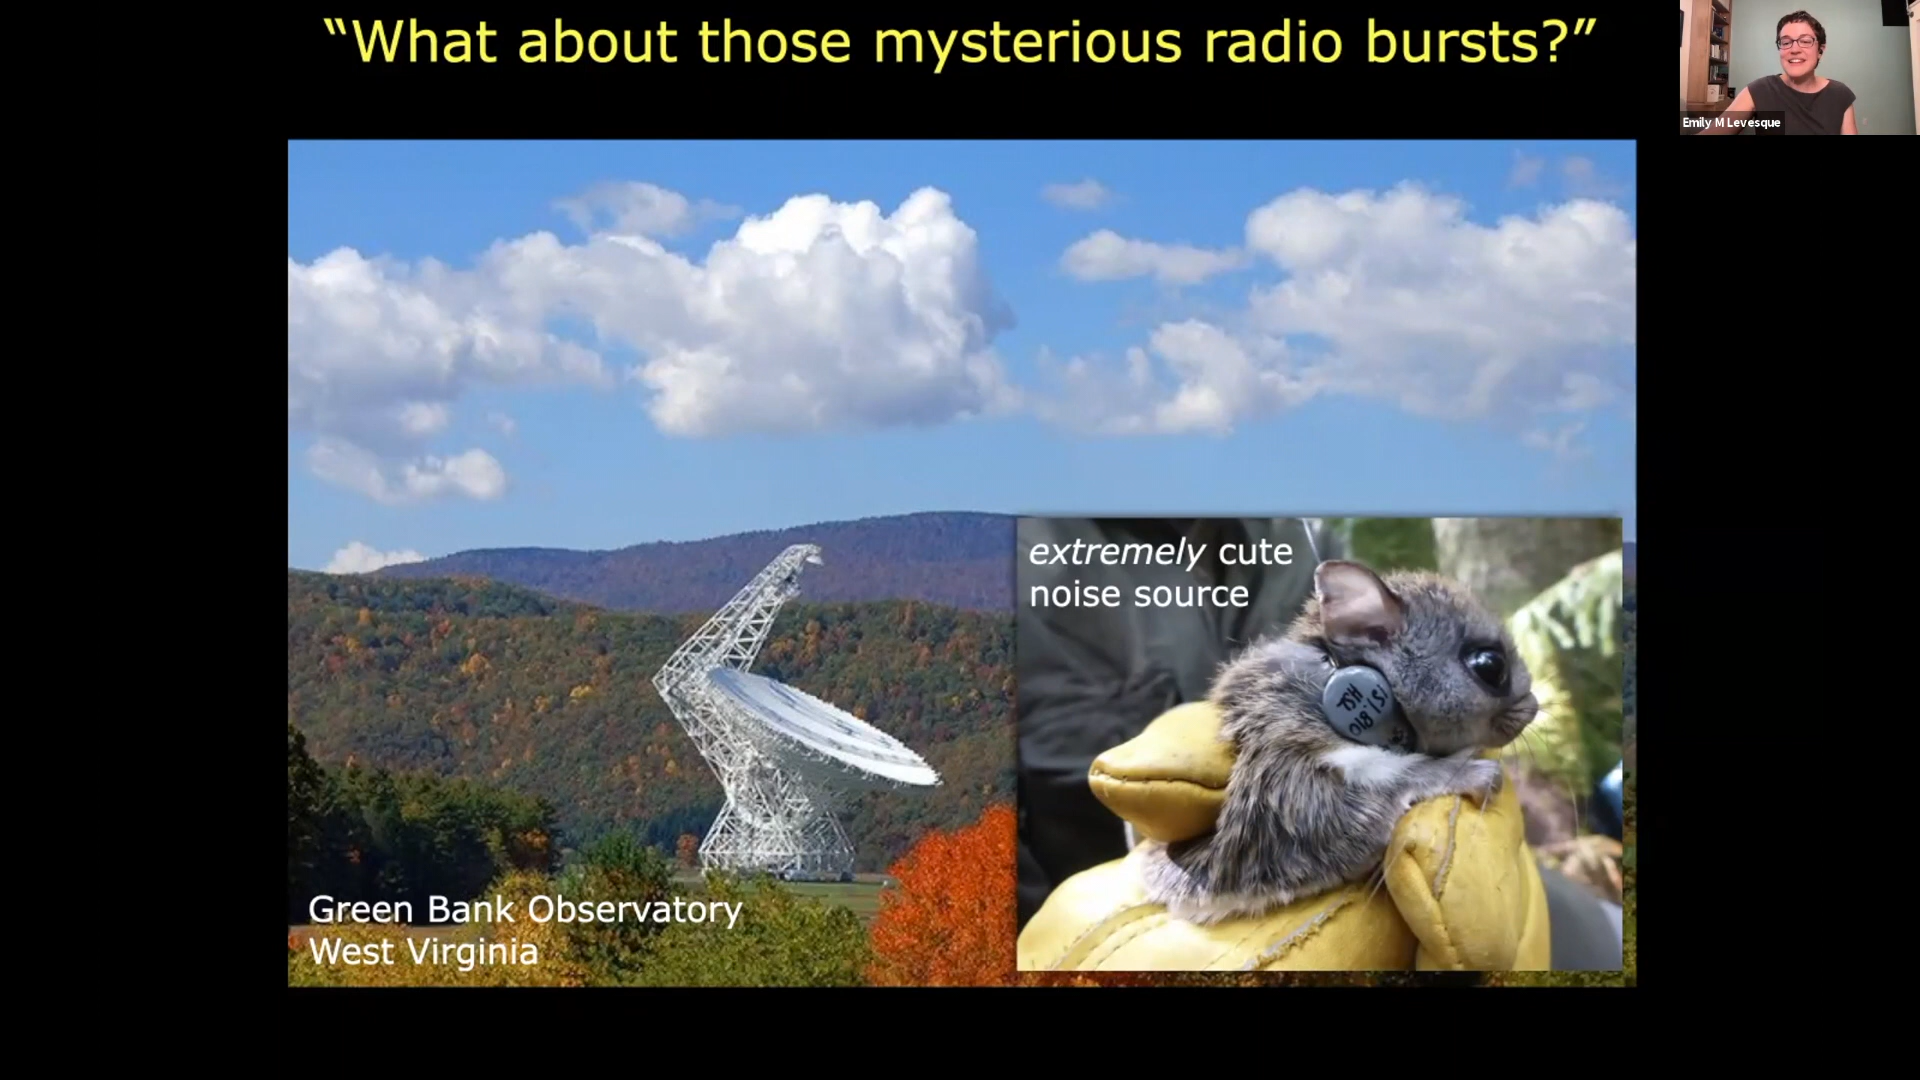 “What about those mysterious radio bursts?”
Emily M Levesque
extremely cute
noise source
Green Bank Observatory
West Virginia